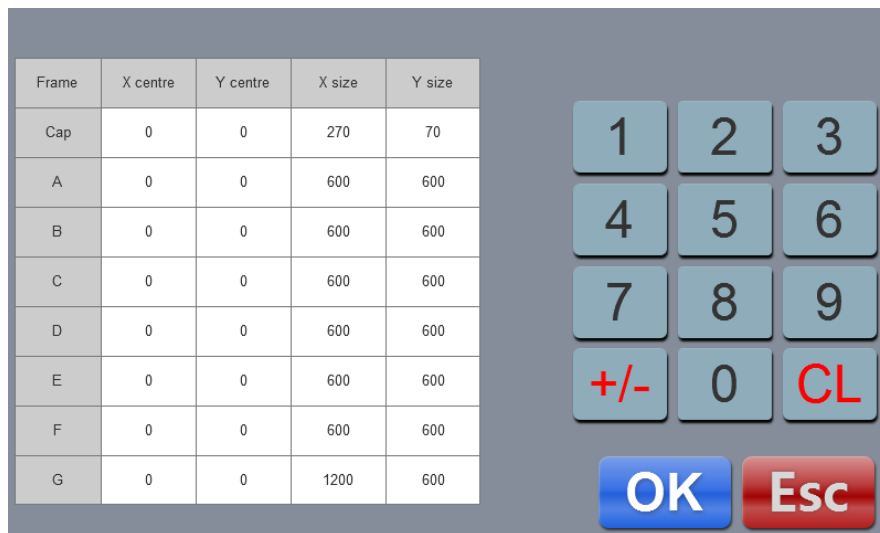 Frame X centre Y centre X size Y size
Cap 0 0 270 70
A 0 0 600 600
B 0 0 600 600
C 0 0 600 600
D 0 0 600 600
E 0 0 600 600
F 0 0 600 600
G 0 0 1200 600
1 2 3
4 5 6
7 8 9
+/- 0 CL
OK Esc